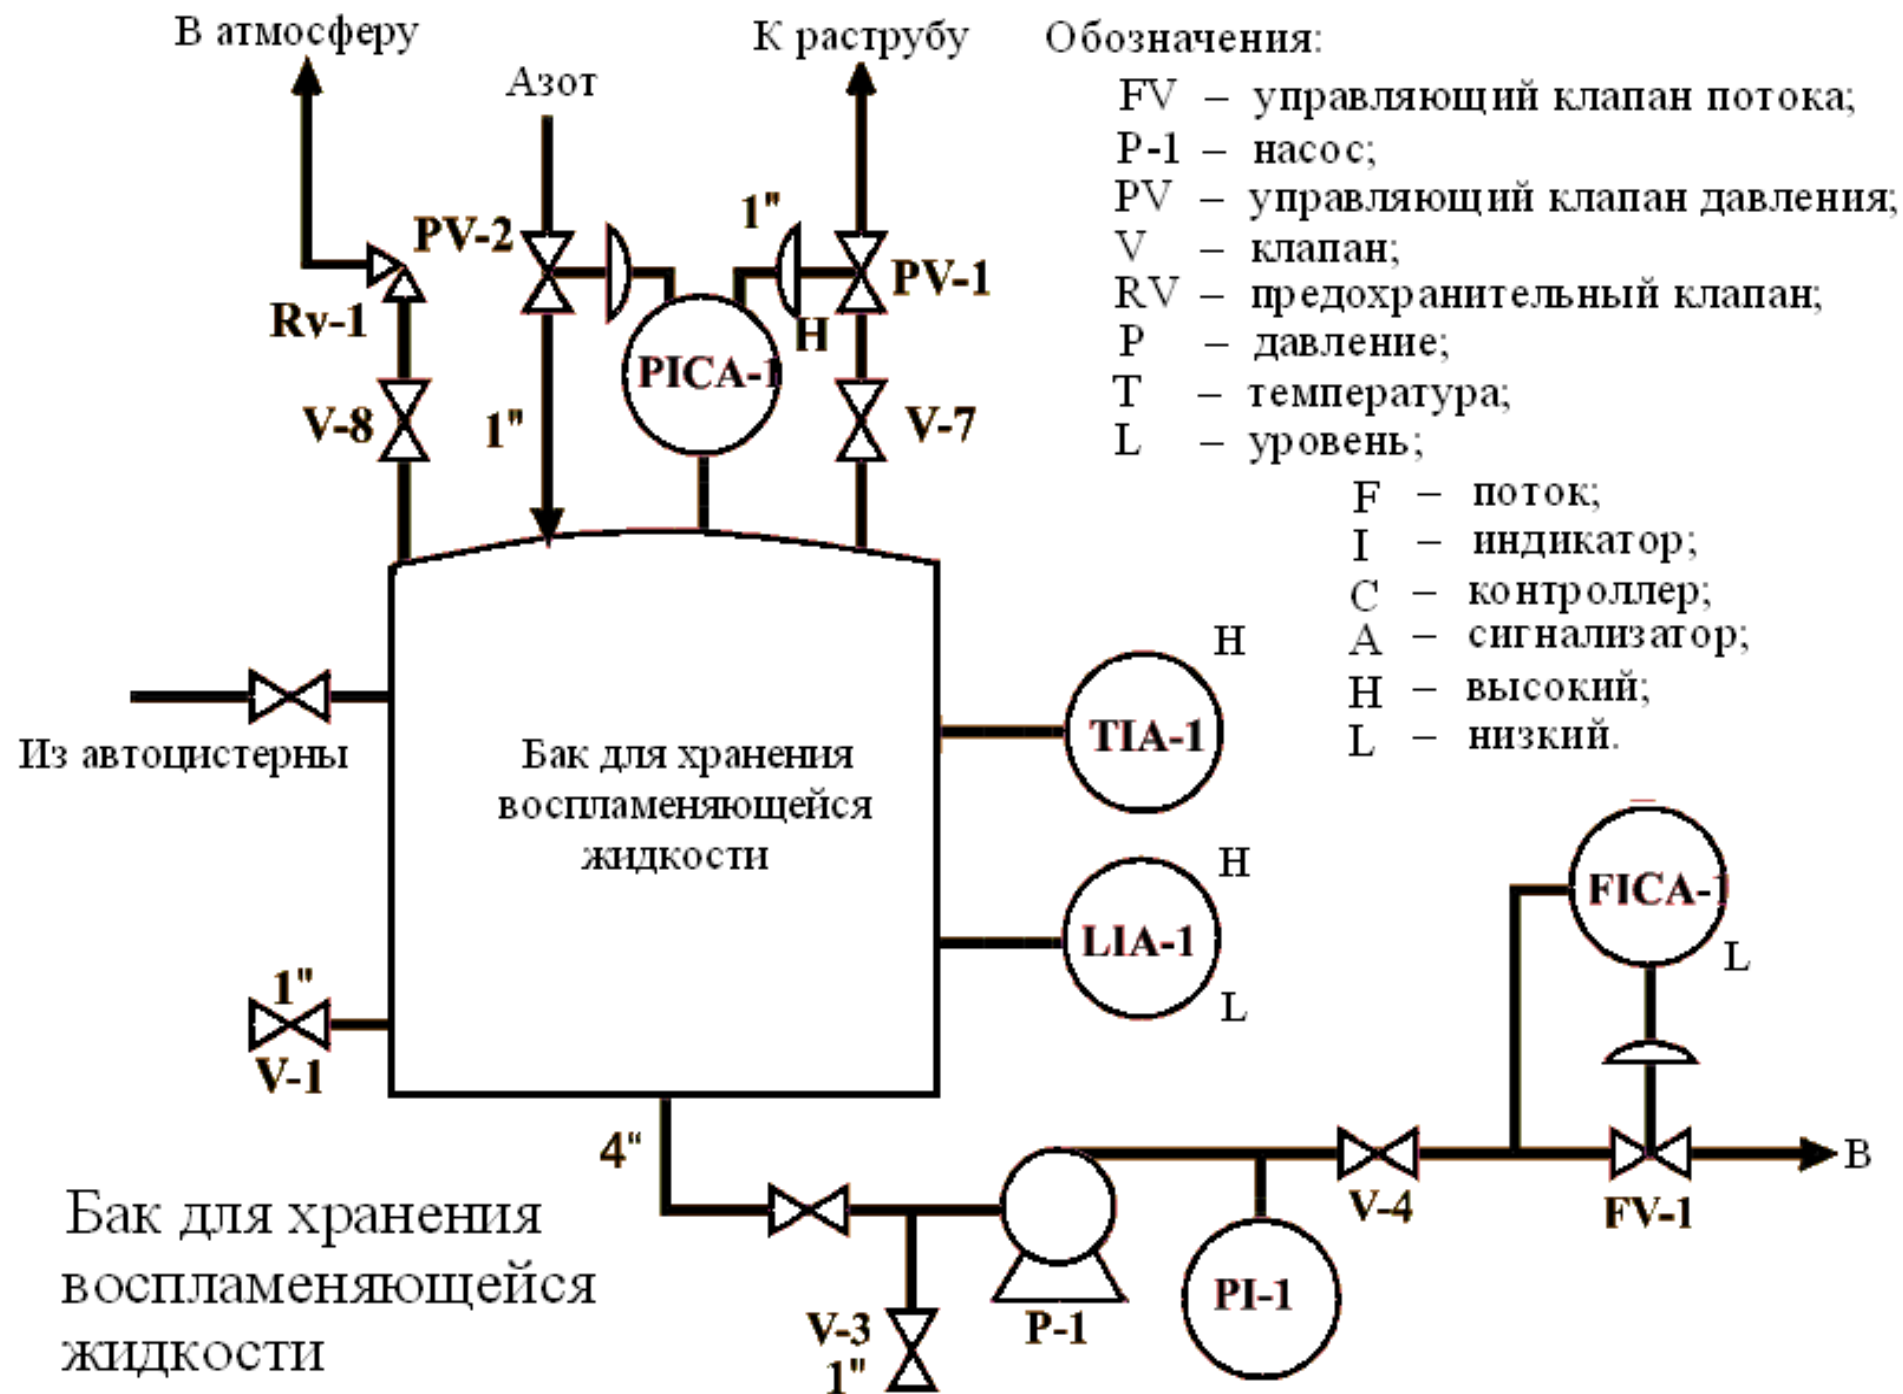 В атмосферу
Азот
К раструбу
PV-2
1"
PV-1
Rv-1
H
PICA-1
V-8
1"
V-7
Обозначения:
FV – управляющий клапан потока;
P-1 – насос;
PV – управляющий клапан давления;
V – клапан;
RV – предохранительный клапан;
P – давление;
T – температура;
L – уровень;
F – поток;
I – индикатор;
C – контроллер;
A – сигнализатор;
H – высокий;
L – низкий.
Из автоцистерны
Бак для хранения
воспламеняющейся
жидкости
H
TIA-1
H
LIA-1
L
FICA-1
L
1"
V-1
4"
V-3
1"
P-1
PI-1
V-4
FV-1
В
Бак для хранения
воспламеняющейся
жидкости